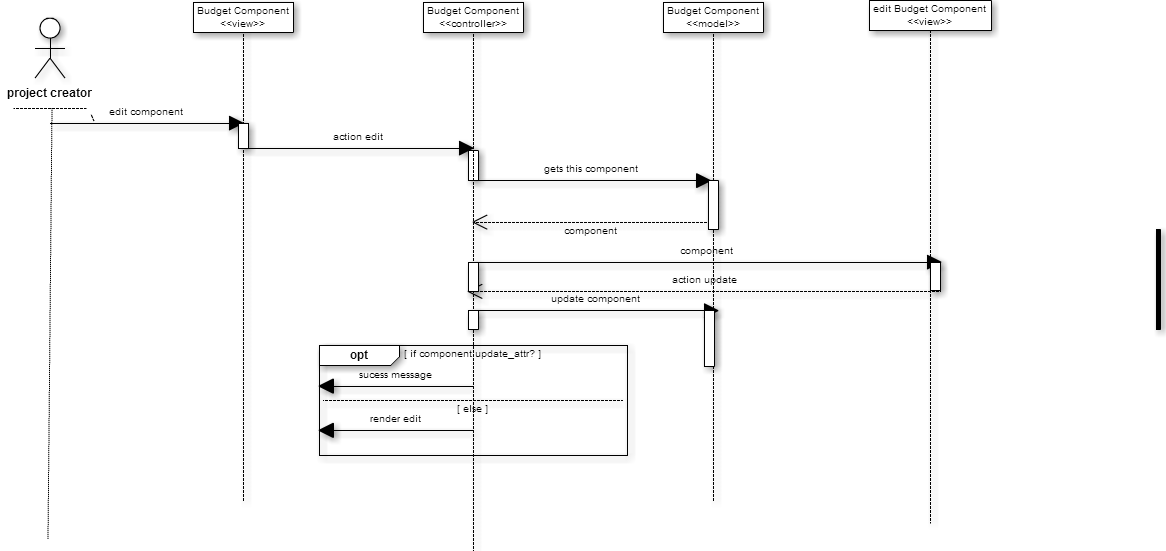 Budget Component
<<view>>
Budget Component
<<controller>>
Budget Component
<<model>>
edit Budget Component
<<view>>
project creator
edit component
action edit
gets this component
component
component
action update
update component
opt
[ if component.update_attr? ]
sucess message
[ else ]
render edit